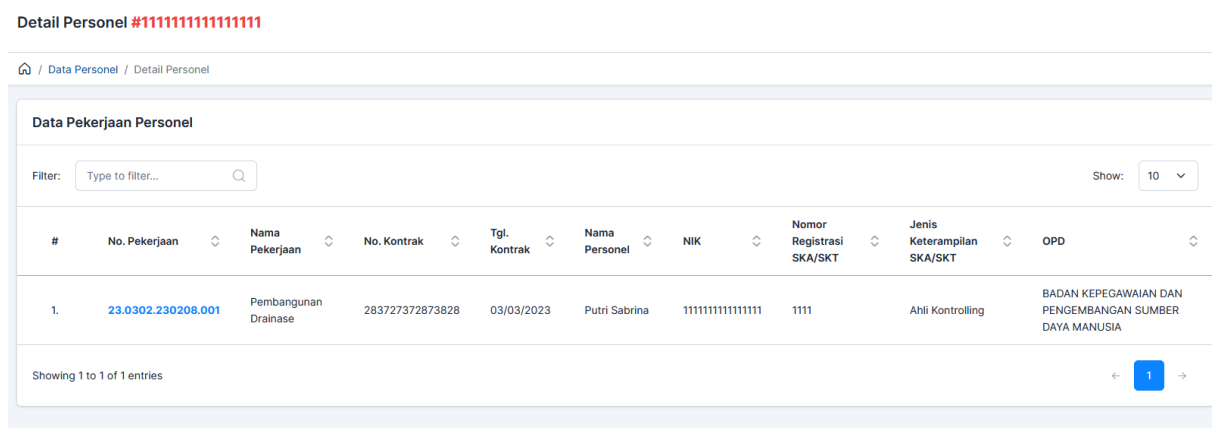 Detail Personel #1111111111111111
/ Data Personel / Detail Personel
Data Pekerjaan Personel
Filter: Type to filter... Show: 10
# No. Pekerjaan Nama Pekerjaan No. Kontrak Tgl. Kontrak Nama Personel NIK Nomor Registrasi SKA/SKT Jenis Keterampilan SKA/SKT OPD
1. 23.0302.230208.001 Pembangunan Drainase 283727372873828 03/03/2023 Putri Sabrina 1111111111111111 1111 Ahli Kontrolling BADAN KEPEGAWAIAN DAN PENGEMBANGAN SUMBER DAYA MANUSIA
Showing 1 to 1 of 1 entries ← 1 →